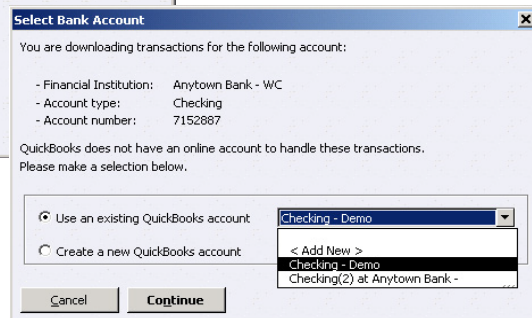 Select Bank Account
You are downloading transactions for the following account:
- Financial Institution: Anytown Bank - WC
- Account type: Checking
- Account number: 7152887
QuickBooks does not have an online account to handle these transactions.
Please make a selection below.
Use an existing QuickBooks account Checking - Demo
< Add New >
Create a new QuickBooks account
Checking - Demo
Checking(2) at Anytown Bank -
Cancel Continue